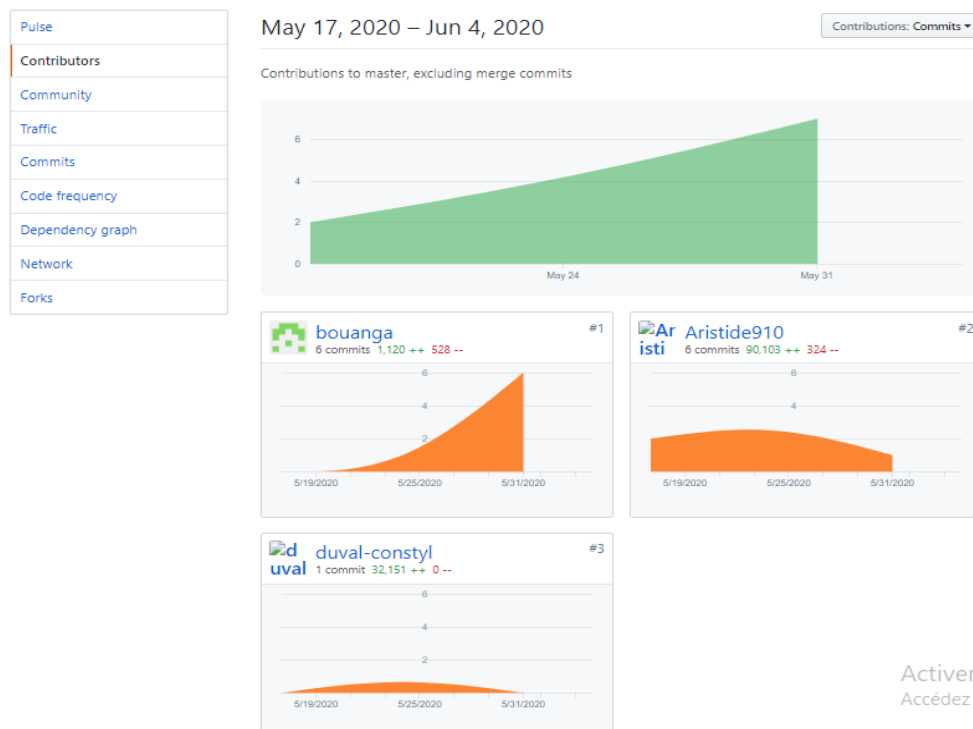 Pulse
Contributors
Community
Traffic
Commits
Code frequency
Dependency graph
Network
Forks
May 17, 2020 – Jun 4, 2020
Contributions: Commits
Contributions to master, excluding merge commits
6
4
2
0
May 24
May 31
bouanga
#1
6 commits 1,120 ++ 528 --
6
4
2
5/19/2020
5/25/2020
5/31/2020
Ar
isti
Aristide910
#2
6 commits 90,103 ++ 324 --
6
4
5/19/2020
5/25/2020
5/31/2020
d
uval
duval-constyl
#3
1 commit 32,151 ++ 0 --
6
4
2
5/19/2020
5/25/2020
5/31/2020
Activer
Accédez